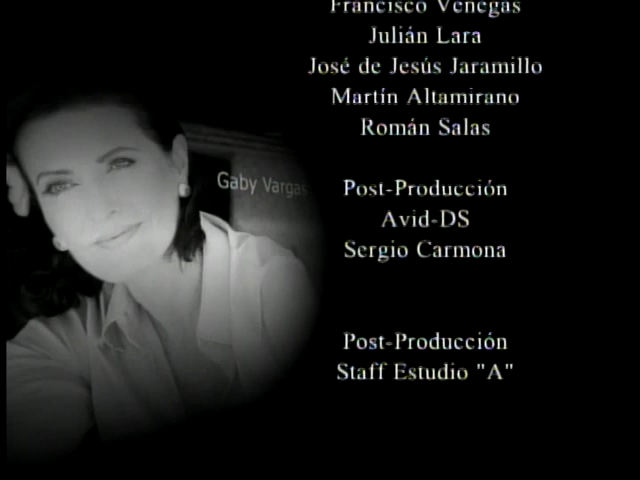 Francisco Venegas
Julián Lara
José de Jesús Jaramillo
Martín Altamirano
Román Salas
Gaby Vargas
Post-Producción
Avid-DS
Sergio Carmona
Post-Producción
Staff Estudio "A"